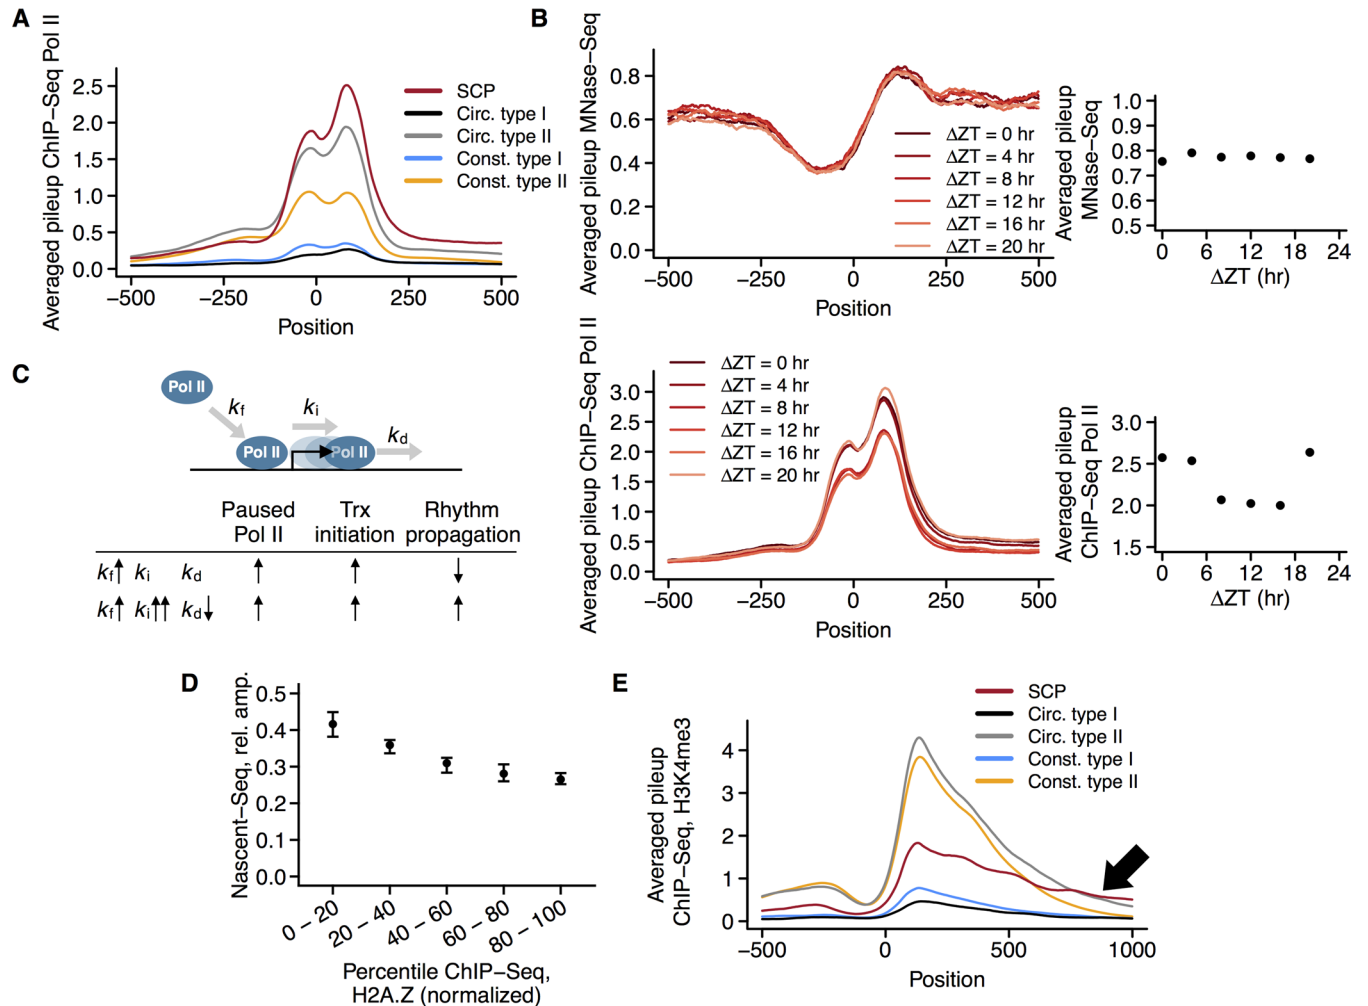 A
Averaged pileup ChIP−Seq Pol II
2.5
2.0
1.5
1.0
0.5
0.0
−500
−250
0
250
500
Position
SCP
Circ. type I
Circ. type II
Const. type I
Const. type II
B
Averaged pileup MNase−Seq
0.8
0.6
0.4
0.2
0.0
−500
−250
0
250
500
Position
ΔZT = 0 hr
ΔZT = 4 hr
ΔZT = 8 hr
ΔZT = 12 hr
ΔZT = 16 hr
ΔZT = 20 hr
Averaged pileup
MNase−Seq
1.0
0.9
0.8
0.7
0.6
0.5
0 6 12 18 24
ΔZT (hr)
Averaged pileup ChIP−Seq Pol II
3.0
2.5
2.0
1.5
1.0
0.5
0.0
−500
−250
0
250
500
Position
ΔZT = 0 hr
ΔZT = 4 hr
ΔZT = 8 hr
ΔZT = 12 hr
ΔZT = 16 hr
ΔZT = 20 hr
Averaged pileup
ChIP−Seq Pol II
3.0
2.5
2.0
1.5
0 6 12 18 24
ΔZT (hr)
C
Pol II
kf
ki
kd
Pol II
Pol II
Paused
Pol II
Trx
initiation
Rhythm
propagation
kf↑ ki kd ↑ ↑ ↓
kf↑ ki↑↑ kd↓ ↑ ↑ ↑
D
Nascent−Seq, rel. amp.
0.5
0.4
0.3
0.2
0.1
0.0
0 − 20
20 − 40
40 − 60
60 − 80
80 − 100
Percentile ChIP−Seq,
H2A.Z (normalized)
E
Averaged pileup
ChIP−Seq, H3K4me3
4
3
2
1
0
−500
0
500
1000
Position
SCP
Circ. type I
Circ. type II
Const. type I
Const. type II